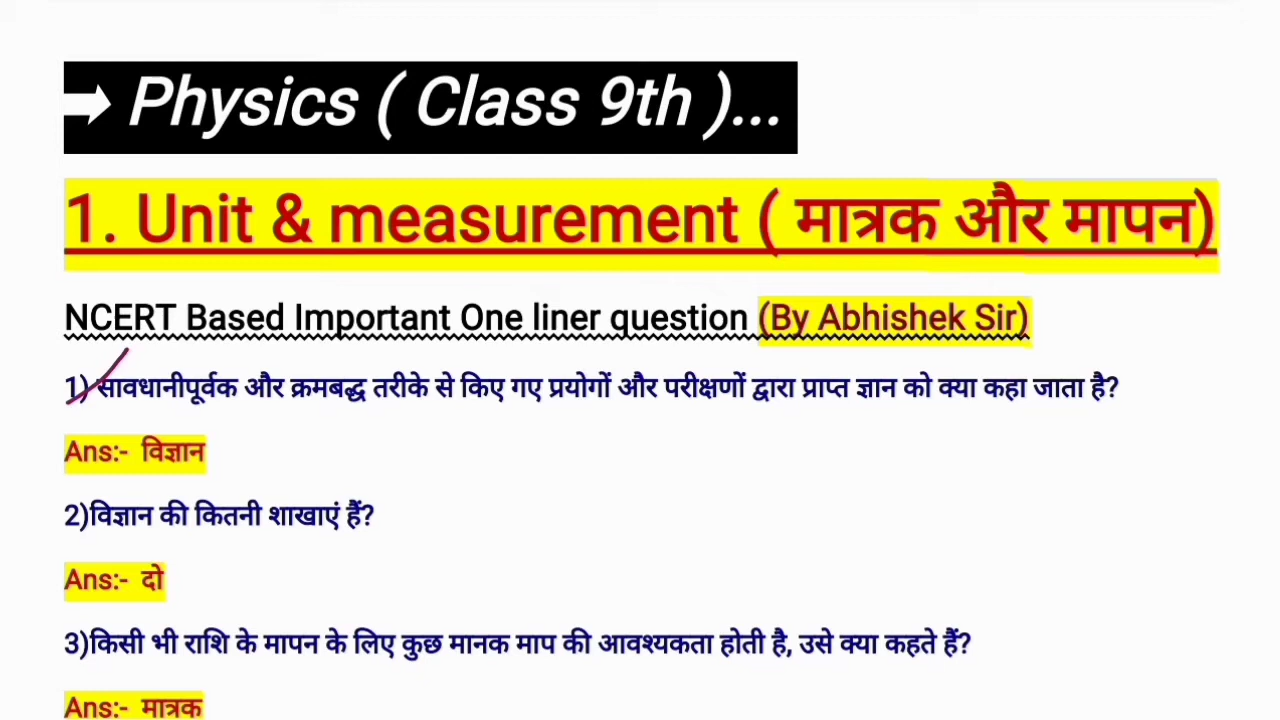 ➡ Physics ( Class 9th )...
1. Unit & measurement ( मात्रक और मापन)
NCERT Based Important One liner question (By Abhishek Sir)
1) सावधानीपूर्वक और क्रमबद्ध तरीके से किए गए प्रयोगों और परीक्षणों द्वारा प्राप्त ज्ञान को क्या कहा जाता है?
Ans:- विज्ञान
2)विज्ञान की कितनी शाखाएं हैं?
Ans:- दो
3)किसी भी राशि के मापन के लिए कुछ मानक माप की आवश्यकता होती है, उसे क्या कहते हैं?
Ans:- मात्रक